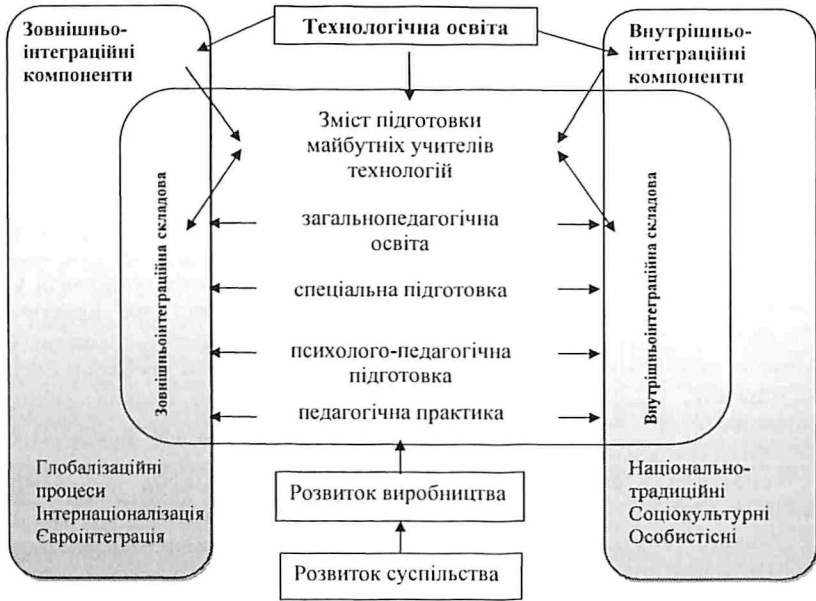 Зовнішньо-
інтеграційні
компоненти
Технологічна освіта
Внутрішньо-
інтеграційні
компоненти
Зміст підготовки
майбутніх учителів
технологій
загальнопедагогічна
освіта
спеціальна підготовка
психолого-педагогічна
підготовка
педагогічна практика
Зовнішньоінтеграційна складова
Внутрішньоінтеграційна складова
Глобалізаційні
процеси
Інтернаціоналізація
Євроінтеграція
Розвиток виробництва
Розвиток суспільства
Національно-
традиційні
Соціокультурні
Особистісні